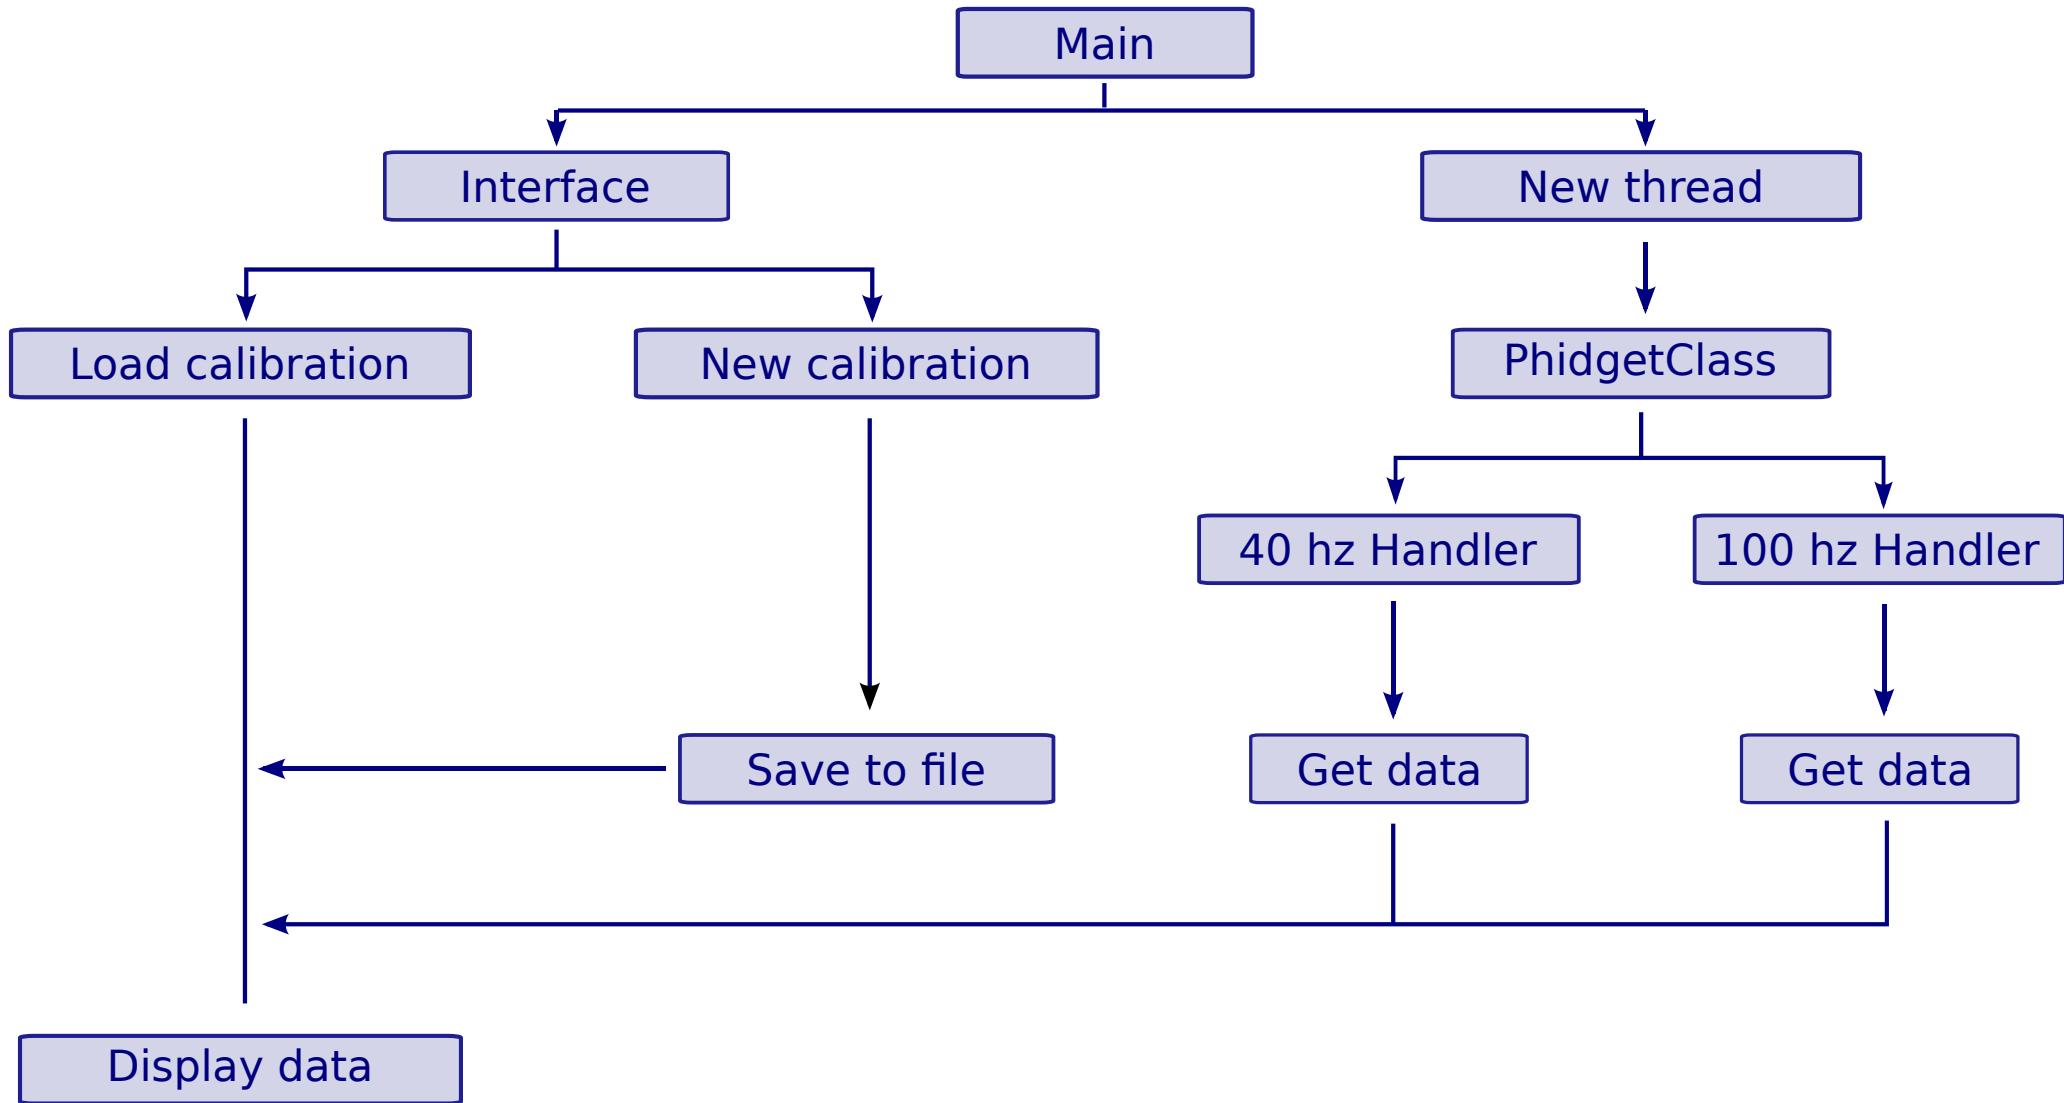 Main
Interface
New thread
Load calibration
New calibration
PhidgetClass
40 hz Handler
100 hz Handler
Save to file
Get data
Get data
Display data